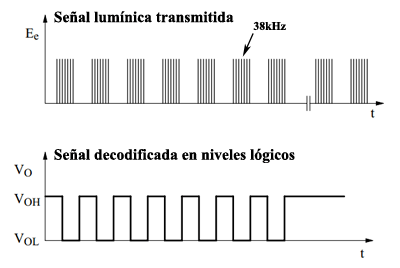 Señal lumínica transmitida
Ee
38kHz
t
Señal decodificada en niveles lógicos
VO
VOH
VOL
t